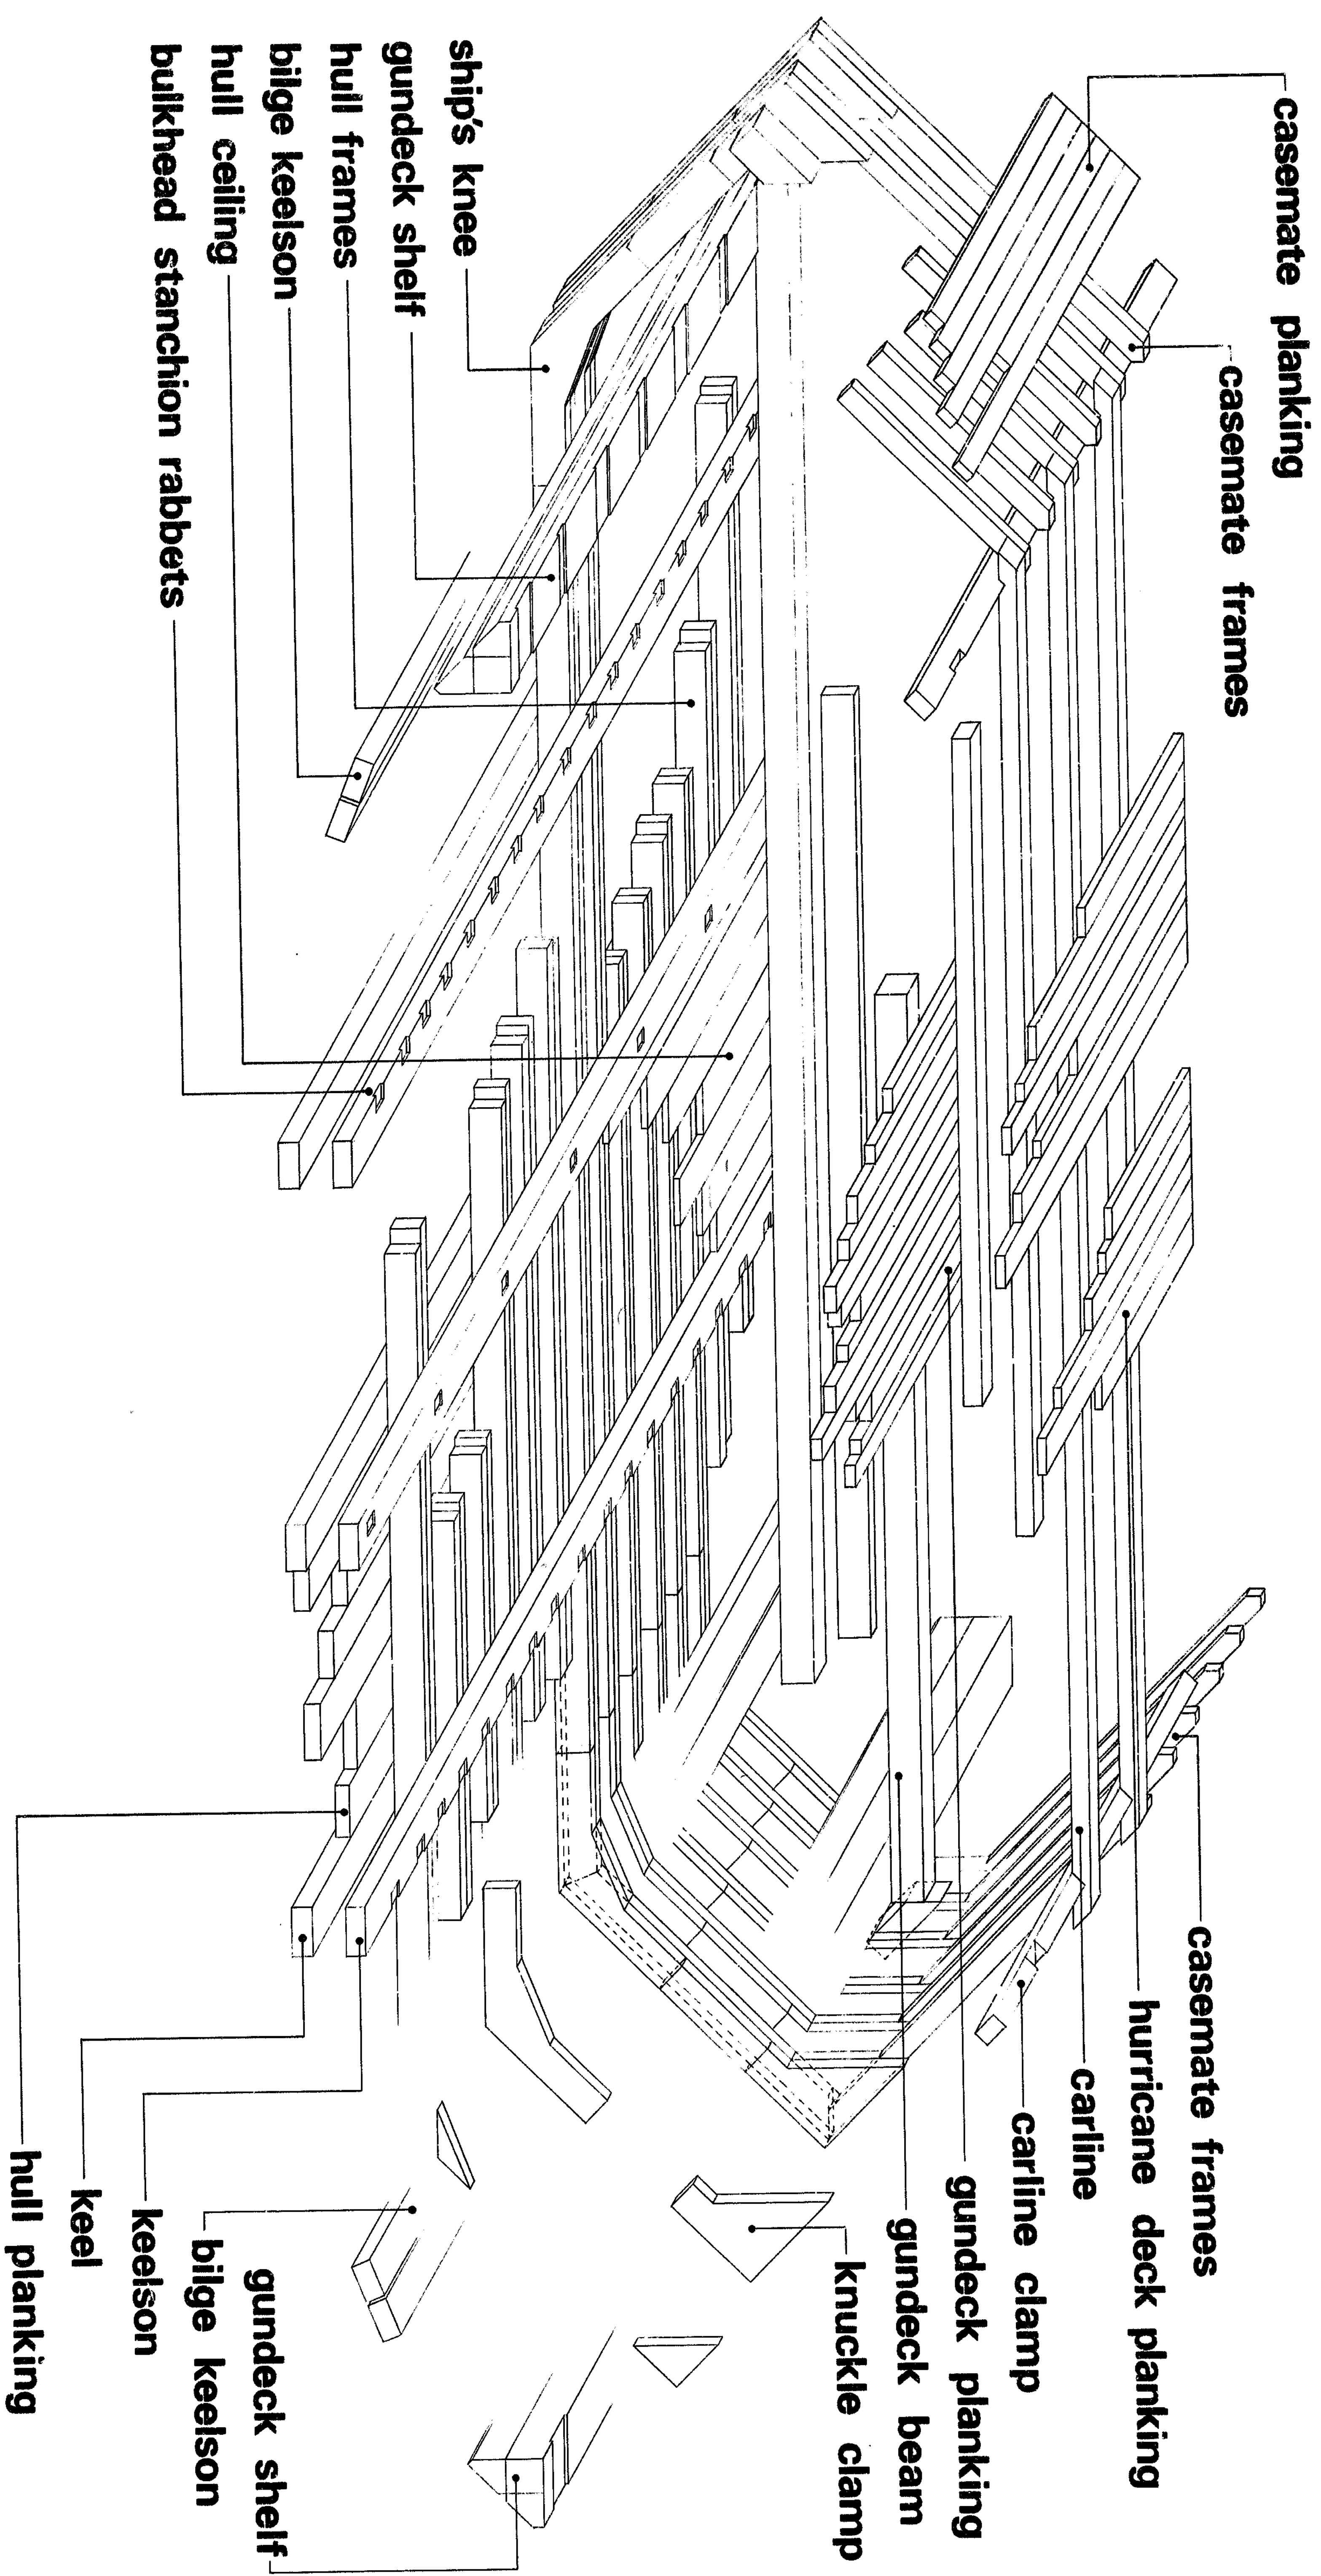 casemate planking
casemate frames
casemate frames
hurricane deck planking
carline
carline clamp
gundeck planking
gundeck beam
knuckle clamp
ship's knee
gundeck shelf
hull frames
bilge keelson
hull ceiling
bulkhead stanchion rabbets
gundeck shelf
bilge keelson
keelson
keel
hull planking